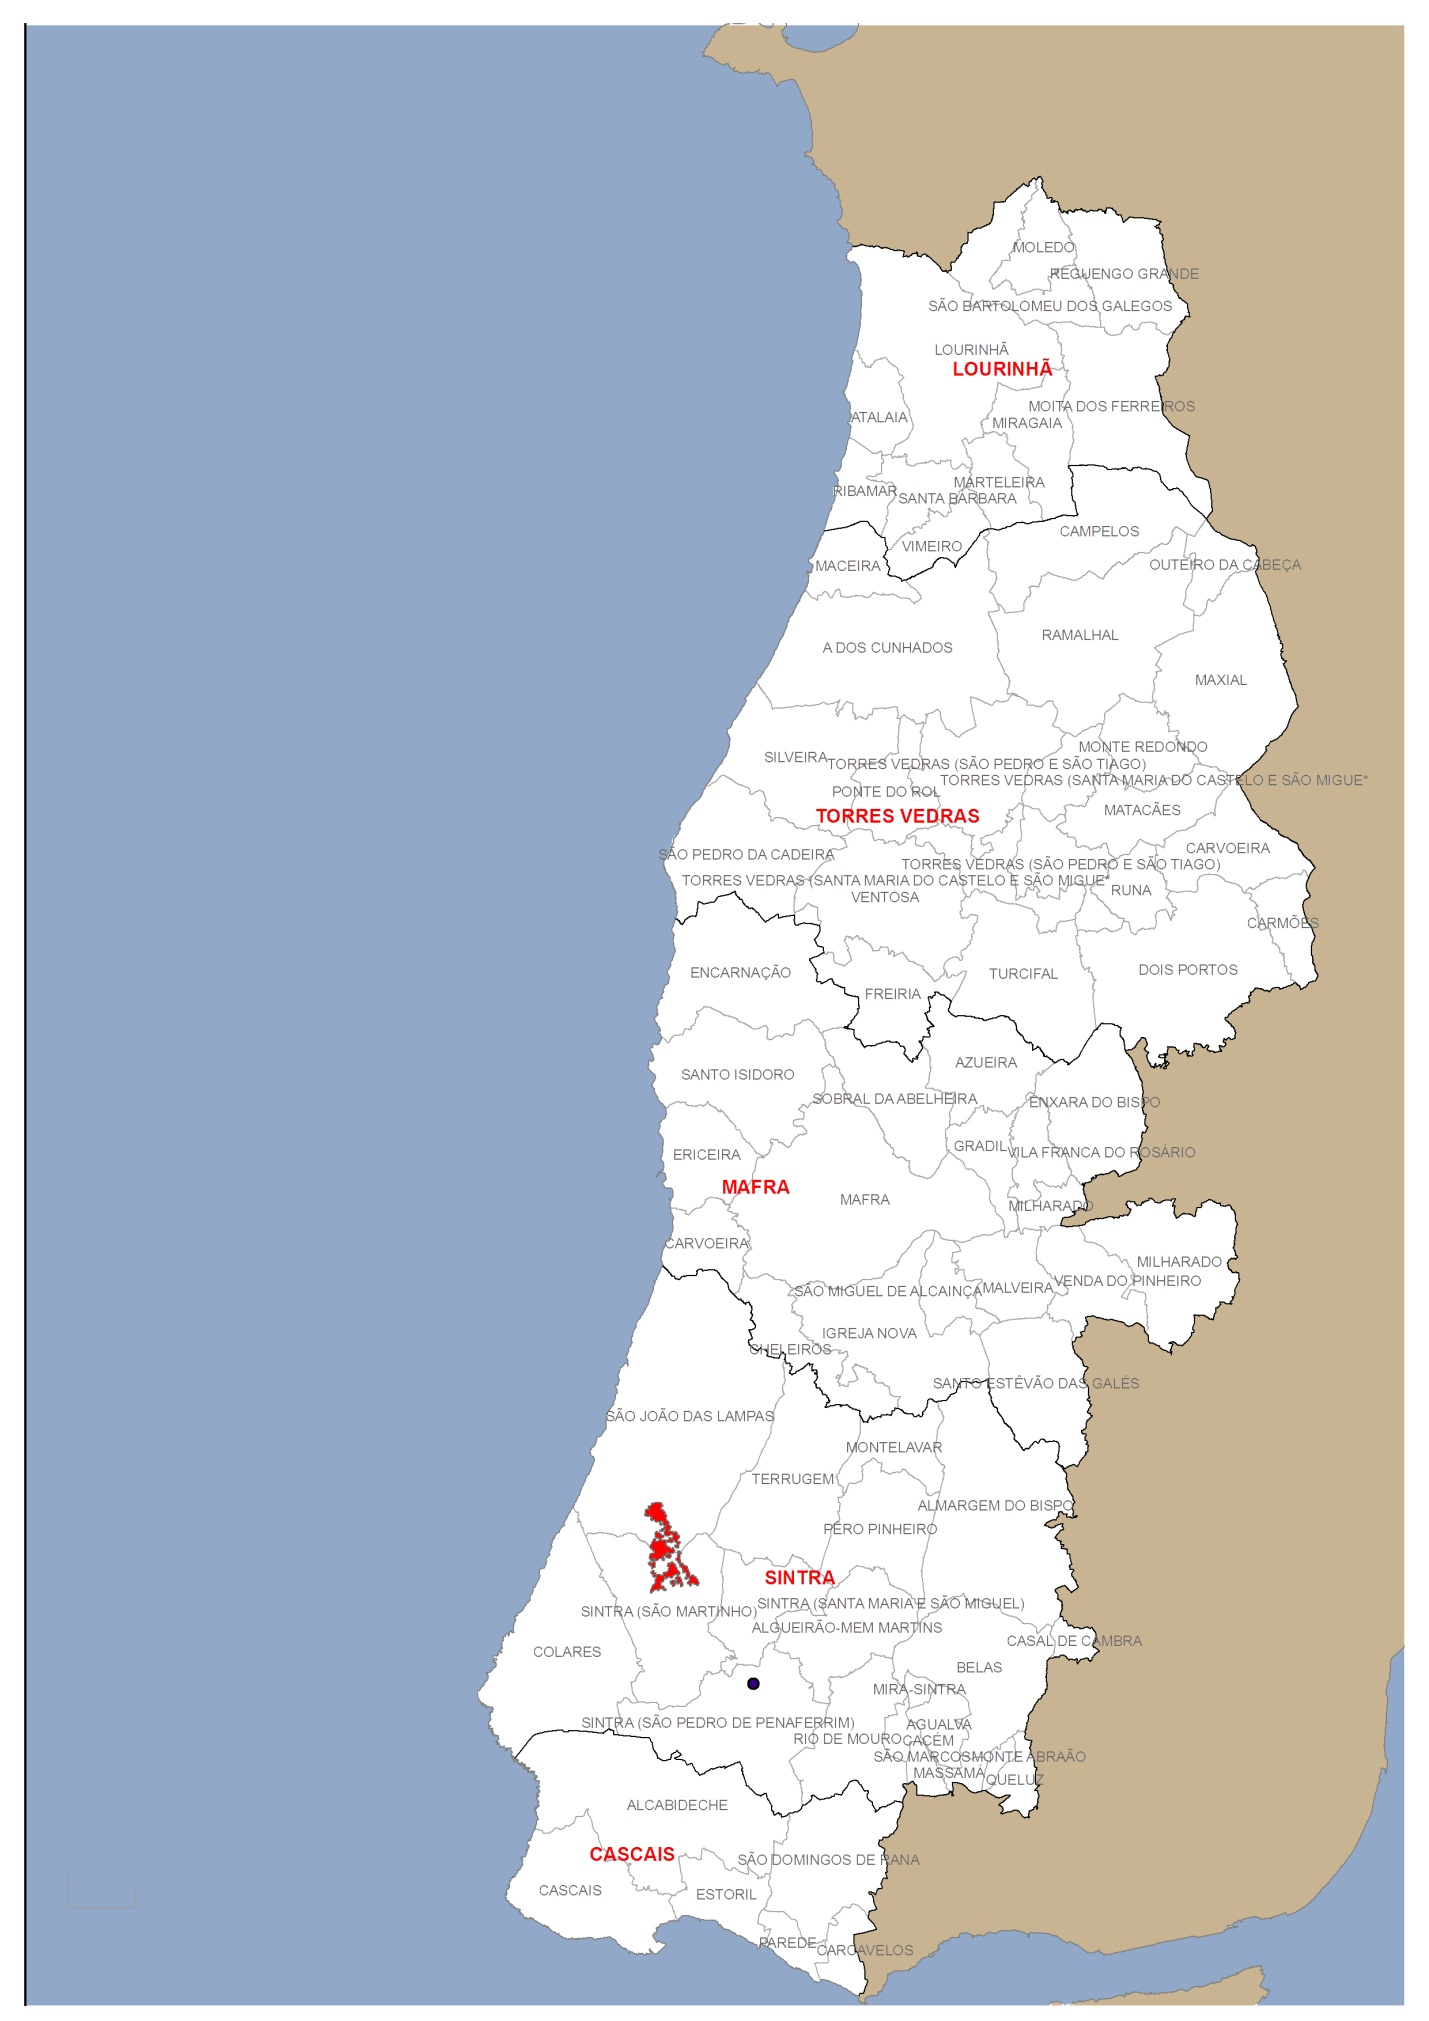 MOLEDO
REGUENGO GRANDE
SÃO BARTOLOMEU DOS GALEGOS
LOURINHÃ
LOURINHÃ
MOITA DOS FERREIROS
ATALAIA
MIRAGAIA
MARTELEIRA
RIBAMAR
SANTA BÁRBARA
CAMPELOS
VIMEIRO
MACEIRA
OUTEIRO DA CABEÇA
RAMALHAL
A DOS CUNHADOS
MAXIAL
MONTE REDONDO
SILVEIRA
TORRES VEDRAS (SÃO PEDRO E SÃO TIAGO)
TORRES VEDRAS (SANTA MARIA DO CASTELO E SÃO MIGUE*
PONTE DO ROL
MATACÃES
TORRES VEDRAS
CARVOEIRA
SÃO PEDRO DA CADEIRA
TORRES VEDRAS (SÃO PEDRO E SÃO TIAGO)
TORRES VEDRAS (SANTA MARIA DO CASTELO E SÃO MIGUE*
RUNA
VENTOSA
CARMÕES
ENCARNAÇÃO
TURCIFAL
DOIS PORTOS
FREIRIA
AZUEIRA
SANTO ISIDORO
SOBRAL DA ABELHEIRA
ENXARA DO BISPO
GRADIL
VILA FRANCA DO ROSÁRIO
ERICEIRA
MAFRA
MAFRA
MILHARADO
CARVOEIRA
MILHARADO
VENDA DO PINHEIRO
SÃO MIGUEL DE ALCAINÇA
MALVEIRA
IGREJA NOVA
CHELEIROS
SANTO ESTÊVÃO DAS GALÉS
SÃO JOÃO DAS LAMPAS
MONTELAVAR
TERRUGEM
ALMARGEM DO BISPO
PÊRO PINHEIRO
SINTRA
SINTRA (SANTA MARIA E SÃO MIGUEL)
SINTRA (SÃO MARTINHO)
ALGUEIRÃO-MEM MARTINS
CASAL DE CAMBRA
COLARES
BELAS
MIRA-SINTRA
SINTRA (SÃO PEDRO DE PENAFERRIM)
AGUALVA
RIO DE MOURO
CACÉM
SÃO MARCOS
MONTE ABRAÃO
MASSAMÁ
QUELUZ
ALCABIDECHE
CASCAIS
SÃO DOMINGOS DE RANA
CASCAIS
ESTORIL
PAREDE
CARCAVELOS